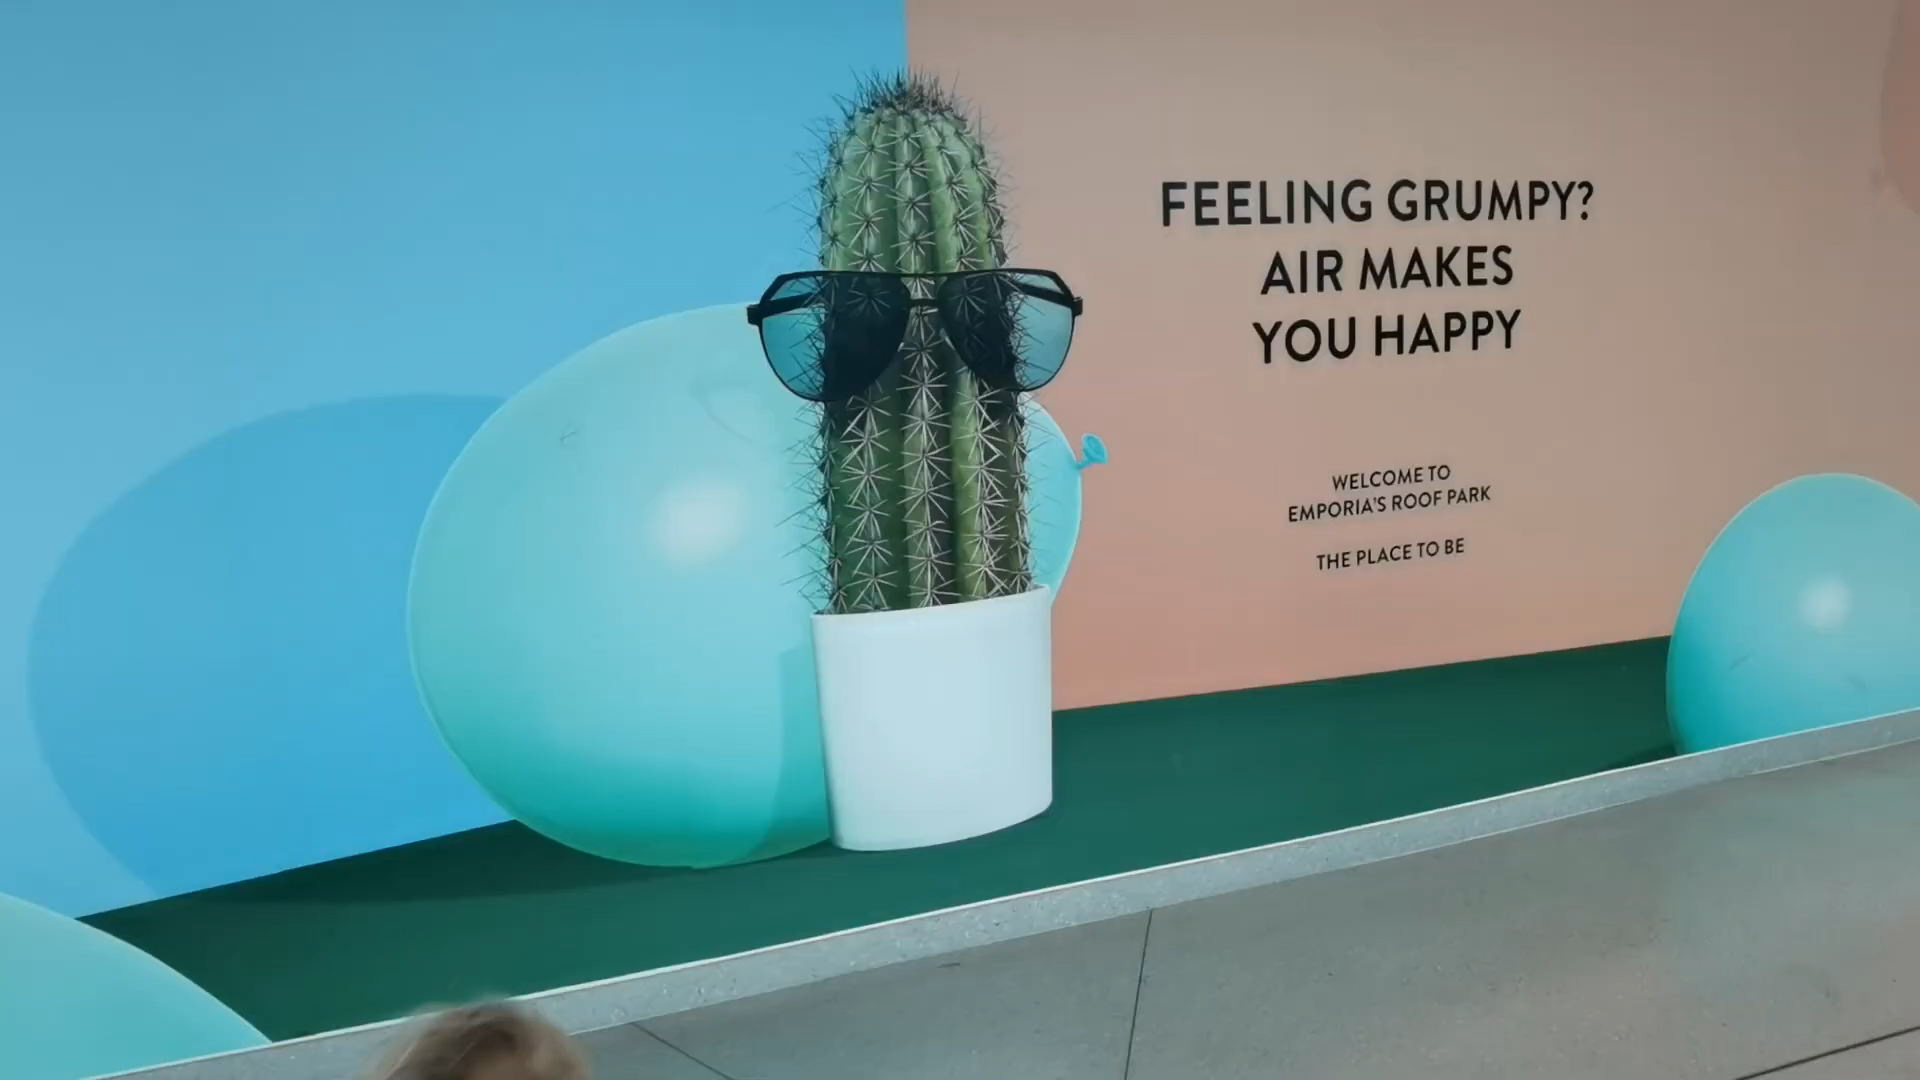 FEELING GRUMPY?
AIR MAKES
YOU HAPPY
WELCOME TO
EMPORIA'S ROOF PARK
THE PLACE TO BE